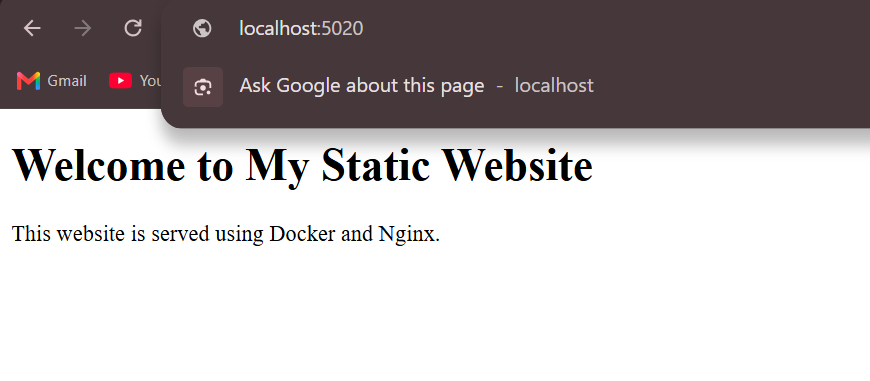 localhost:5020
Ask Google about this page - localhost
Gmail
You
Welcome to My Static Website
This website is served using Docker and Nginx.